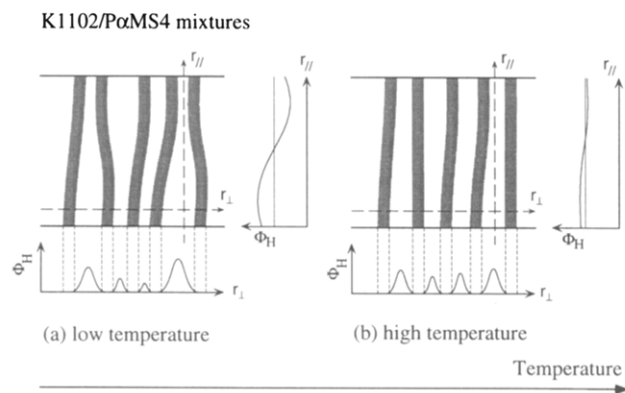 K1102/PαMS4 mixtures
r//
r//
r//
r//
r⊥
r⊥
ΦH
ΦH
ΦH
r⊥
ΦH
r⊥
(a) low temperature
(b) high temperature
Temperature